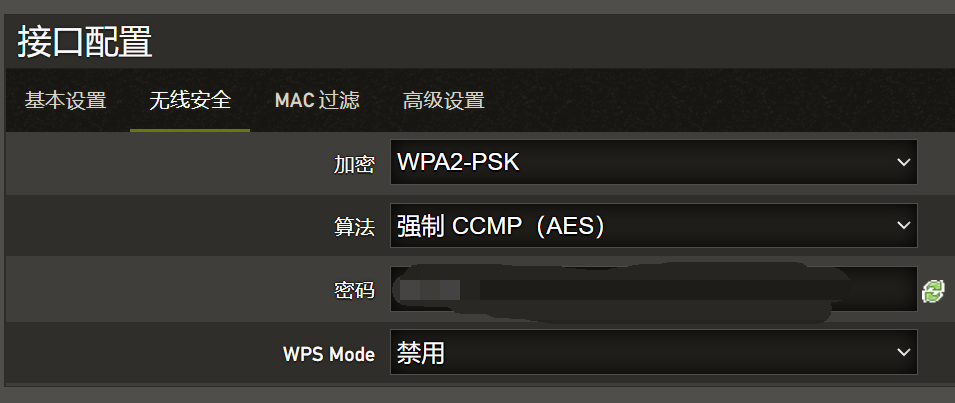 接口配置
基本设置 无线安全 MAC 过滤 高级设置
加密 WPA2-PSK
算法 强制 CCMP（AES）
密码
WPS Mode 禁用